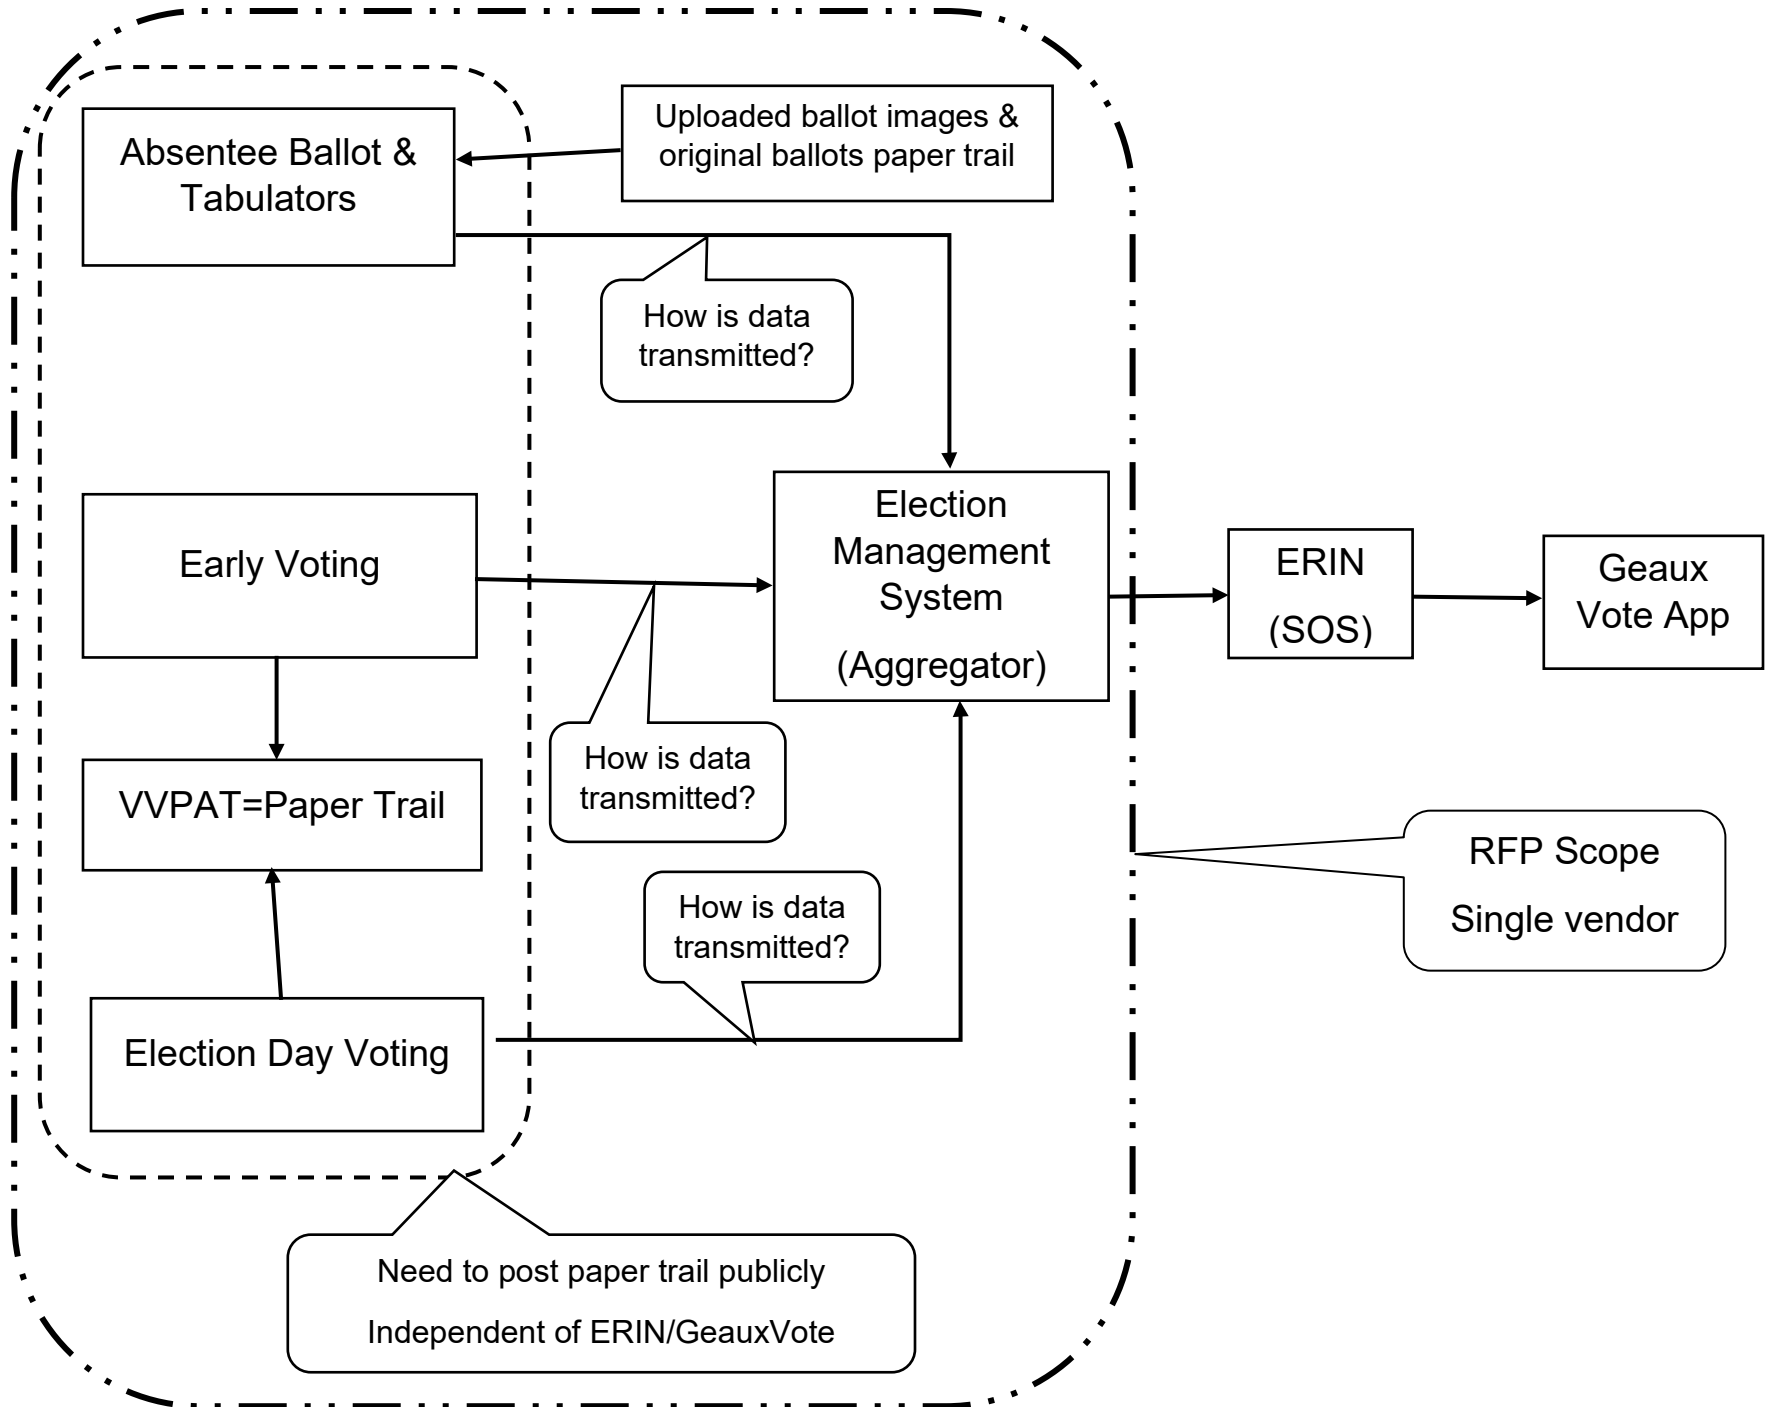 Absentee Ballot &
Tabulators
Uploaded ballot images &
original ballots paper trail
How is data
transmitted?
Early Voting
Election
Management
System
(Aggregator)
ERIN
(SOS)
Geaux
Vote App
How is data
transmitted?
VVPAT=Paper Trail
RFP Scope
Single vendor
How is data
transmitted?
Election Day Voting
Need to post paper trail publicly
Independent of ERIN/GeauxVote